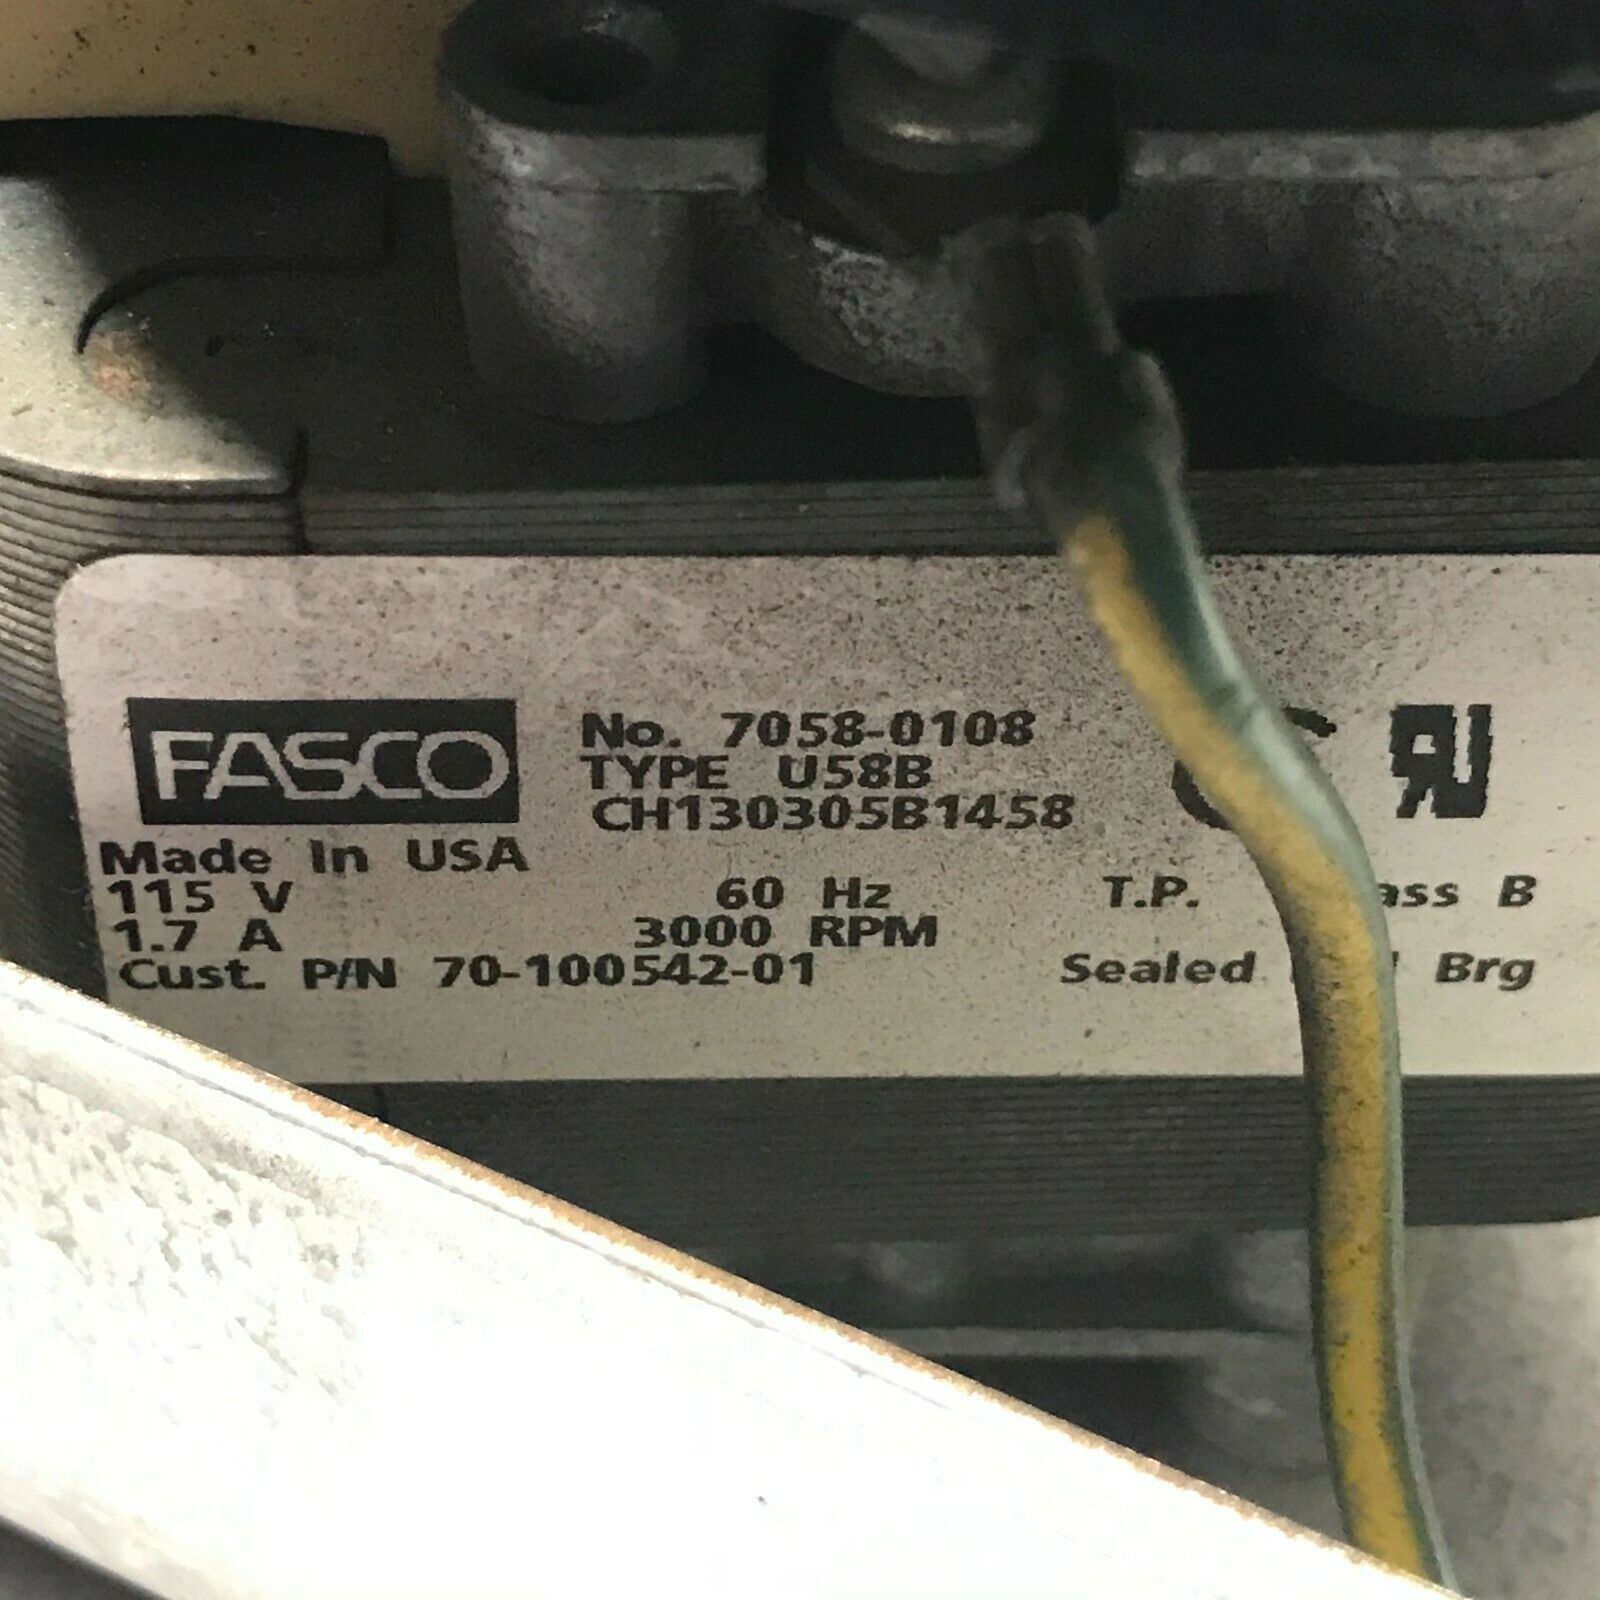 FASCO
No. 7058-0108
TYPE U58B
CH130305B1458
Made In USA
115 V 60 Hz T.P. B
1.7 A 3000 RPM
Cust. P/N 70-100542-01 Sealed Brg